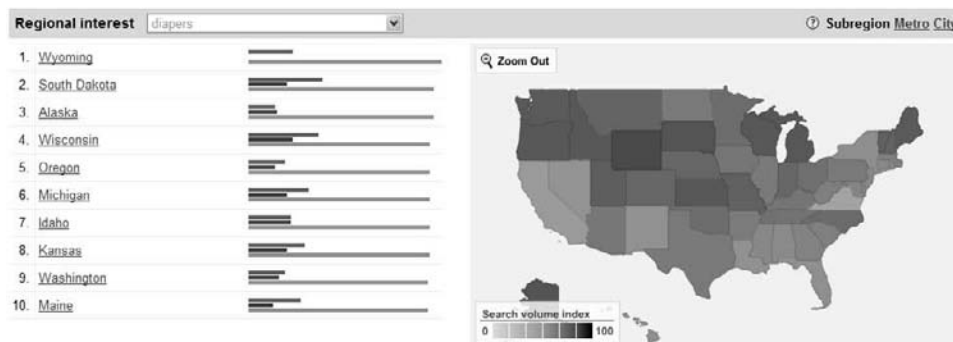 Regional interest diapers Subregion Metro City
1. Wyoming
2. South Dakota
3. Alaska
4. Wisconsin
5. Oregon
6. Michigan
7. Idaho
8. Kansas
9. Washington
10. Maine
Zoom Out
Search volume index
0 100